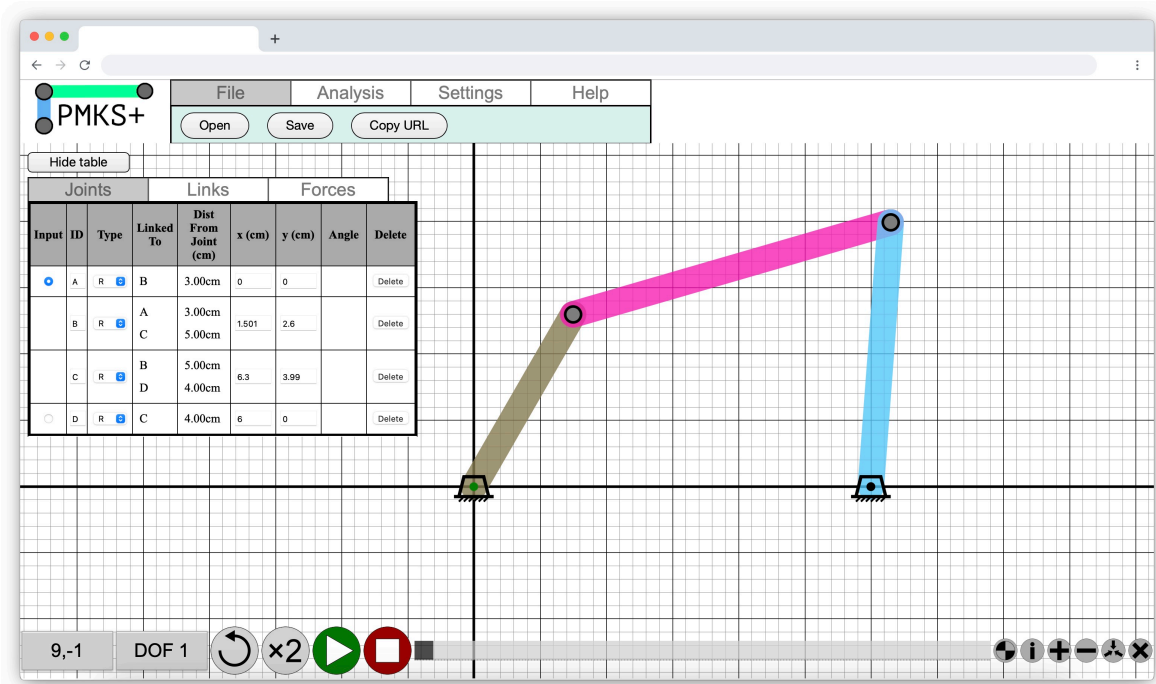 +
PMKS+
File Analysis Settings Help
Open Save Copy URL
Hide table
Joints Links Forces
Input ID Type Linked To Dist From Joint (cm) x (cm) y (cm) Angle Delete
A R B 3.00cm 0 0 Delete
B R A 3.00cm 1.501 2.6 Delete
C 5.00cm
C R B 5.00cm 6.3 3.99 Delete
D 4.00cm
D R C 4.00cm 6 0 Delete
9,-1 DOF 1 ×2